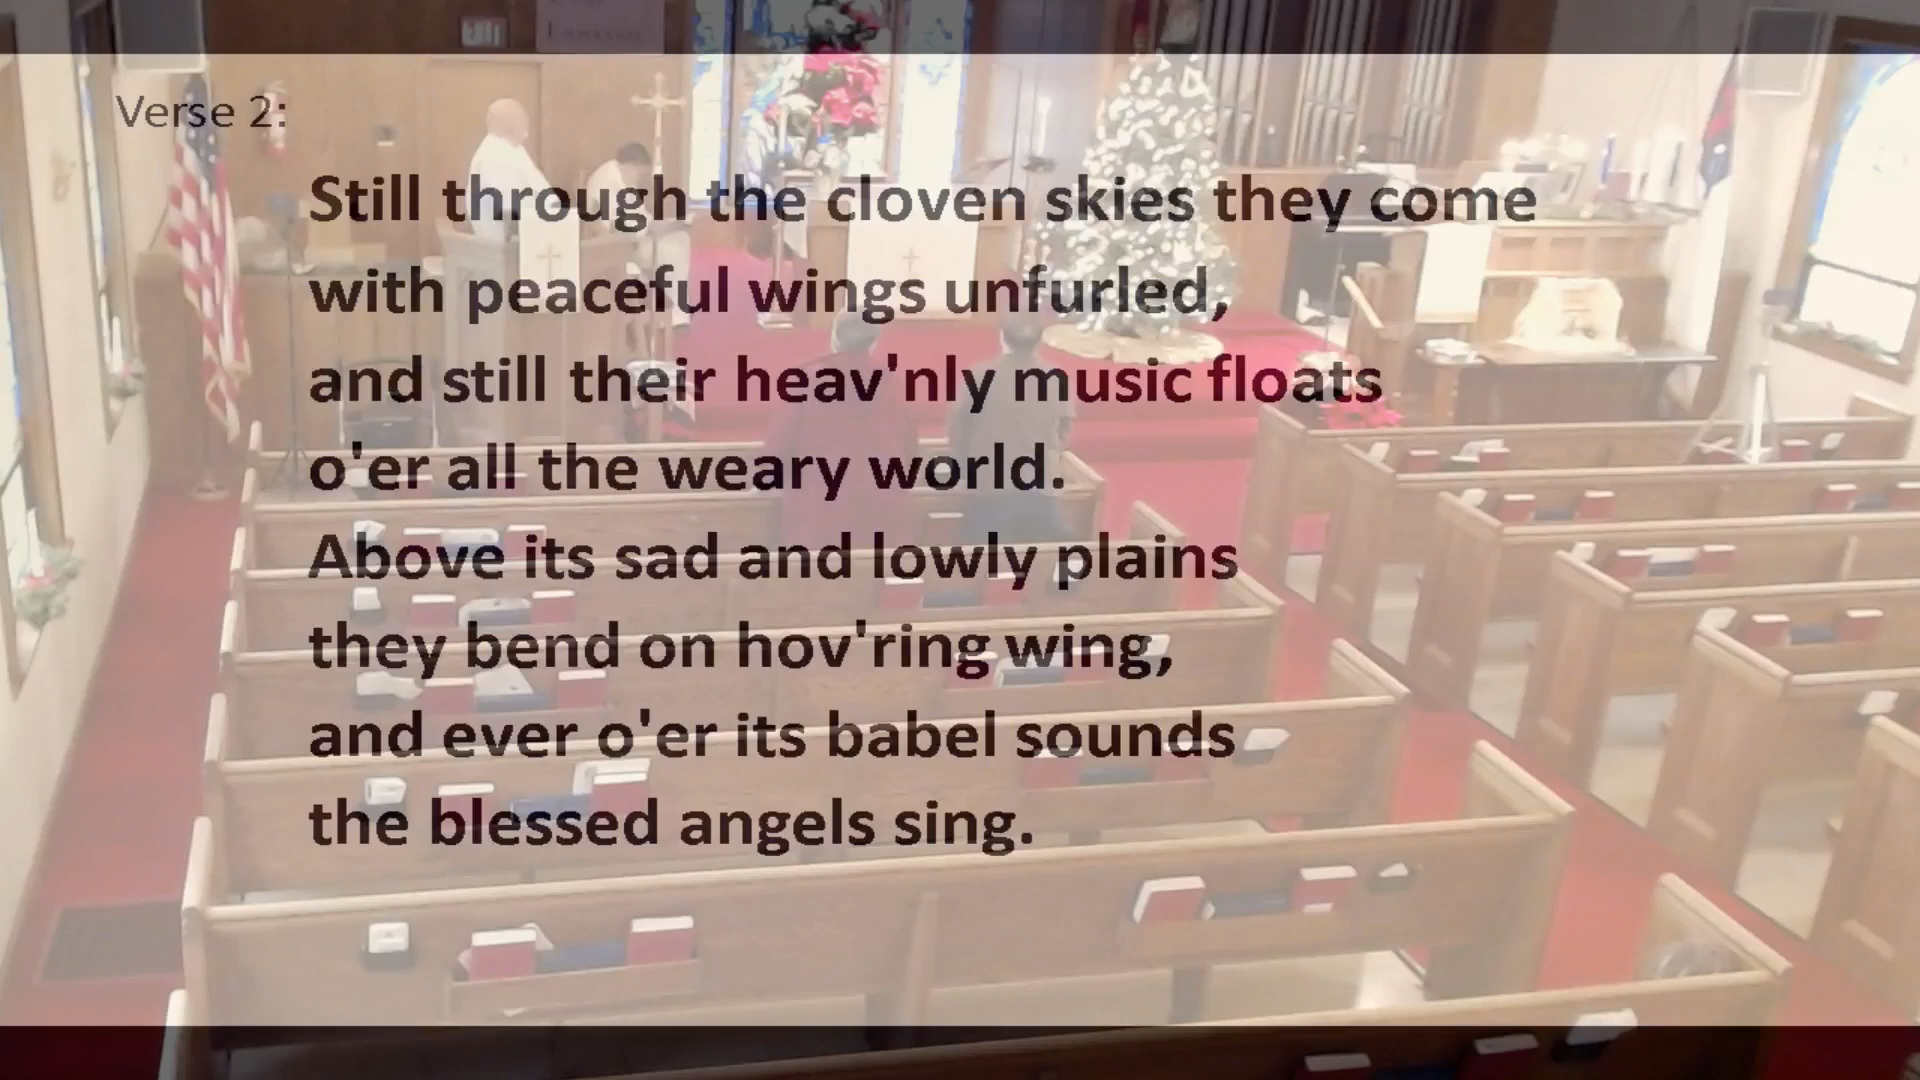 Verse 2:
Still through the cloven skies they come
with peaceful wings unfurled,
and still their heav'nly music floats
o'er all the weary world.
Above its sad and lowly plains
they bend on hov'ring wing,
and ever o'er its babel sounds
the blessed angels sing.